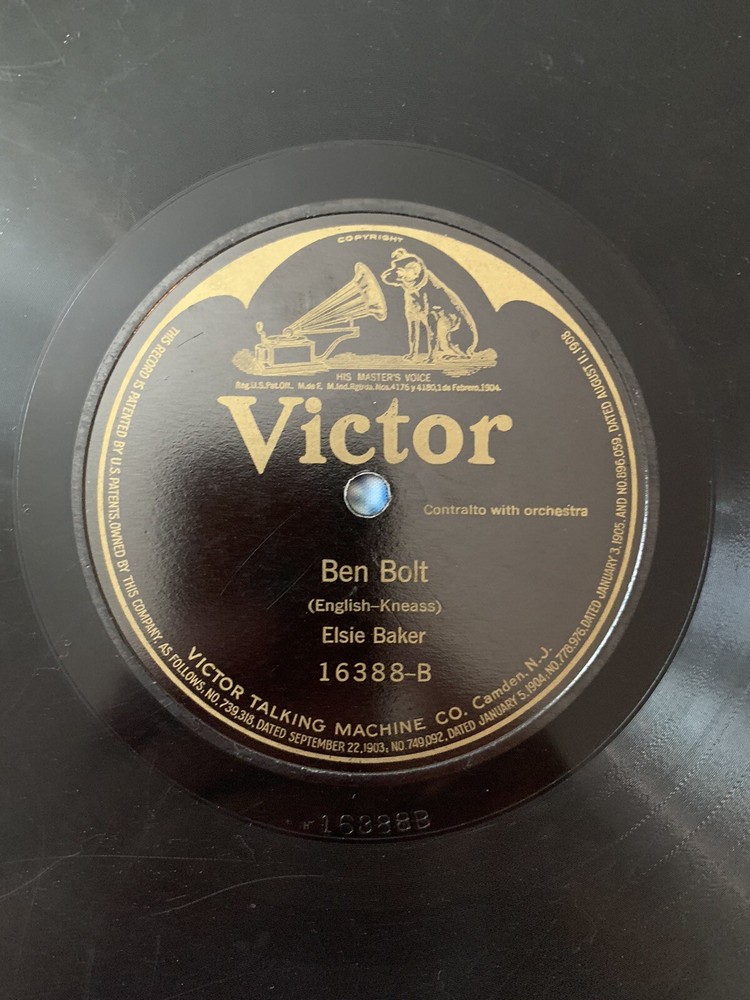 COPYRIGHT
HIS MASTER'S VOICE
Reg.U.S.Pat.Off. M.de F. M.Ind.Rgtrda.Nos.4175 y 4180,1 de Febrero,1904.
Victor
Contralto with orchestra
Ben Bolt
(English–Kneass)
Elsie Baker
16388–B
VICTOR TALKING MACHINE CO. Camden, N.J.
THIS RECORD IS PATENTED BY U.S. PATENTS, OWNED BY THIS COMPANY, AS FOLLOWS, NO. 739,318, DATED SEPTEMBER 22, 1903; NO. 749,092, DATED JANUARY 5, 1904, NO. 778,976, DATED JANUARY 3, 1905, AND NO. 896,059, DATED AUGUST 11, 1908
16388B